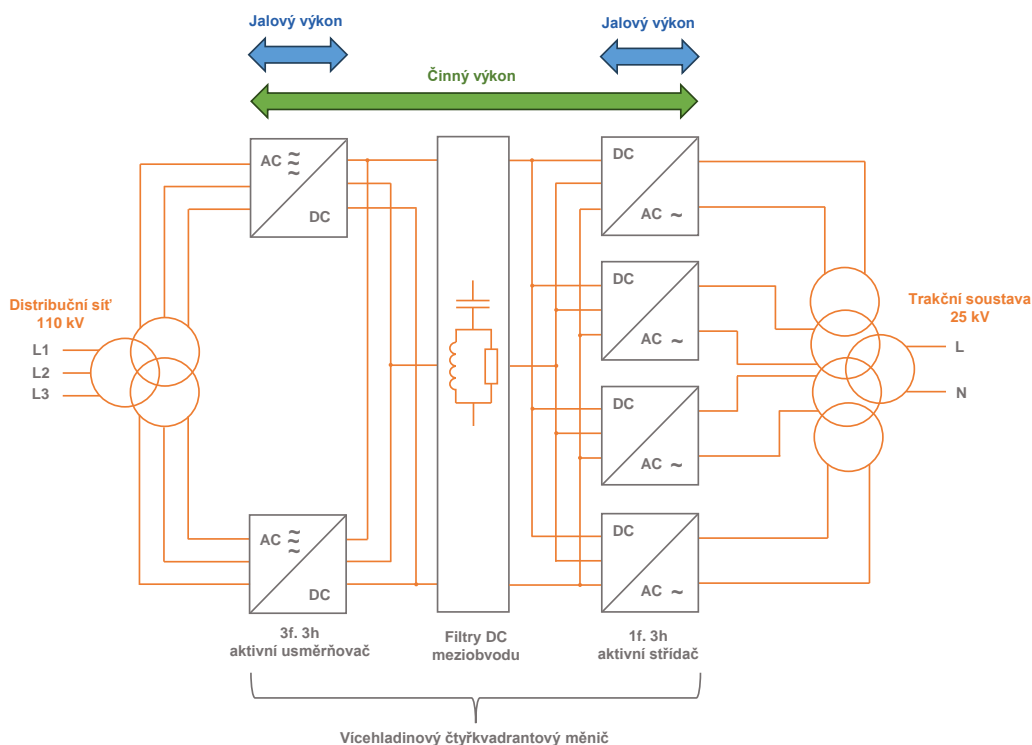 Jalový výkon
Jalový výkon
Činný výkon
AC ~ ~ ~
DC
DC
AC ~
DC
AC ~
Distribuční síť
110 kV
L1
L2
L3
Trakční soustava
25 kV
L
N
DC
AC ~
AC ~ ~ ~
DC
DC
AC ~
3f. 3h
aktivní usměrňovač
Filtry DC
meziobvodu
1f. 3h
aktivní střídač
Vícehladinový čtyřkvadrantový měnič